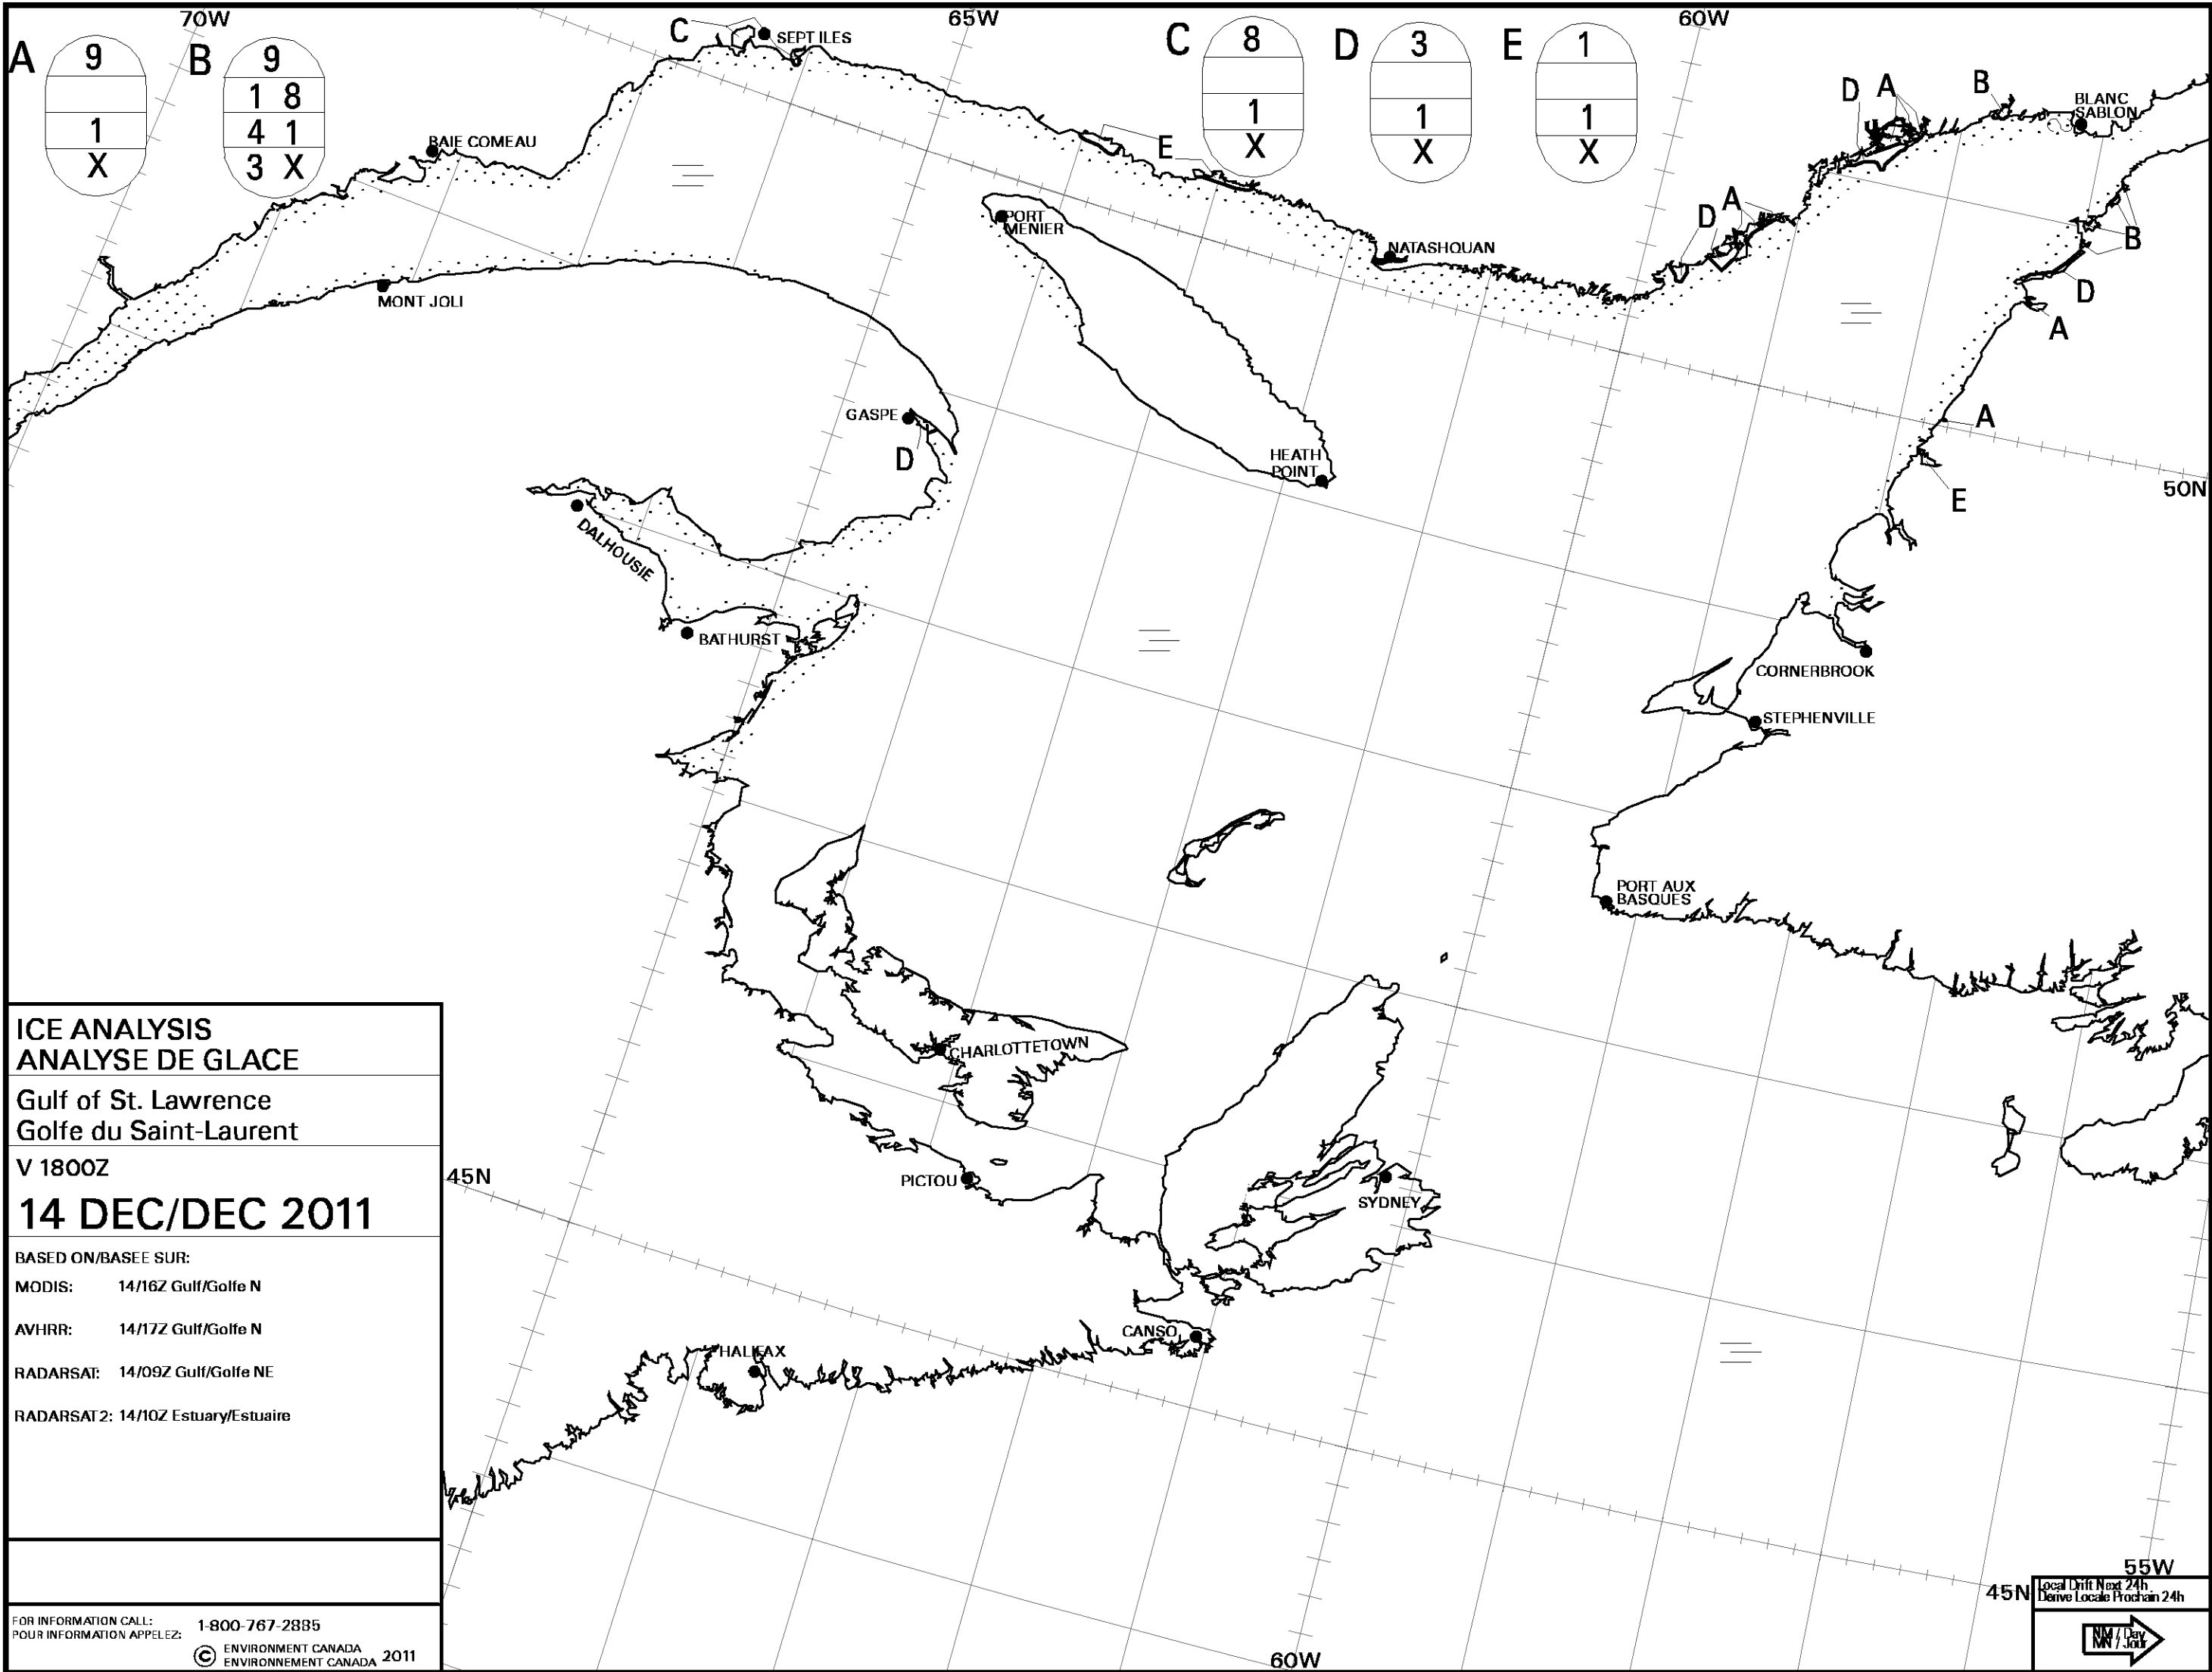 70W
65W
60W
A
9
1
X
B
9
1 8
4 1
3 X
C
SEPT ILES
C
8
1
X
D
3
1
X
E
1
1
X
D
A
B
BLANC
SABLON
BAIE COMEAU
E
A
D
PORT
MENIER
NATASHQUAN
B
D
A
MONT JOLI
GASPE
D
A
HEATH
POINT
50N
E
DALHOUSIE
BATHURST
CORNERBROOK
STEPHENVILLE
PORT AUX
BASQUES
CHARLOTTETOWN
45N
PICTOU
SYDNEY
CANSO
HALIFAX
ICE ANALYSIS
ANALYSE DE GLACE
Gulf of St. Lawrence
Golfe du Saint-Laurent
V 1800Z
14 DEC/DEC 2011
BASED ON/BASEE SUR:
MODIS: 14/16Z Gulf/Golfe N
AVHRR: 14/17Z Gulf/Golfe N
RADARSAT: 14/09Z Gulf/Golfe NE
RADARSAT2: 14/10Z Estuary/Estuaire
FOR INFORMATION CALL: 1-800-767-2885
POUR INFORMATION APPELEZ:
© ENVIRONMENT CANADA 2011
ENVIRONNEMENT CANADA
60W
55W
45N
Local Drift Next 24h
Derive Locale Prochain 24h
NM / Day
MN / Jour